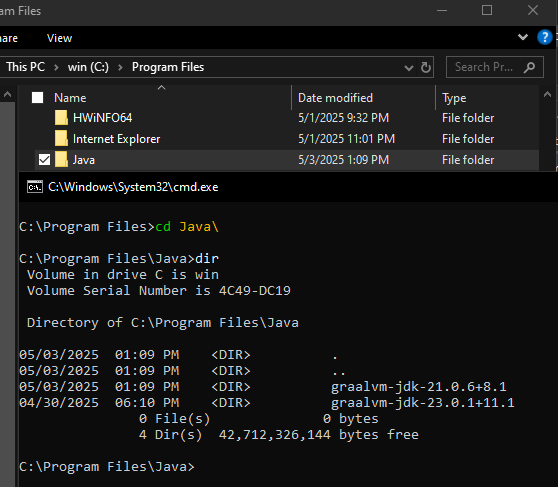 am Files
are View
This PC > win (C:) > Program Files Search Pr...
Name Date modified Type
HWiNFO64 5/1/2025 9:32 PM File folder
Internet Explorer 5/1/2025 11:01 PM File folder
Java 5/3/2025 1:09 PM File folder
C:\Windows\System32\cmd.exe
C:\Program Files>cd Java\
C:\Program Files\Java>dir
Volume in drive C is win
Volume Serial Number is 4C49-DC19
Directory of C:\Program Files\Java
05/03/2025 01:09 PM <DIR> .
05/03/2025 01:09 PM <DIR> ..
05/03/2025 01:09 PM <DIR> graalvm-jdk-21.0.6+8.1
04/30/2025 06:10 PM <DIR> graalvm-jdk-23.0.1+11.1
0 File(s) 0 bytes
4 Dir(s) 42,712,326,144 bytes free
C:\Program Files\Java>